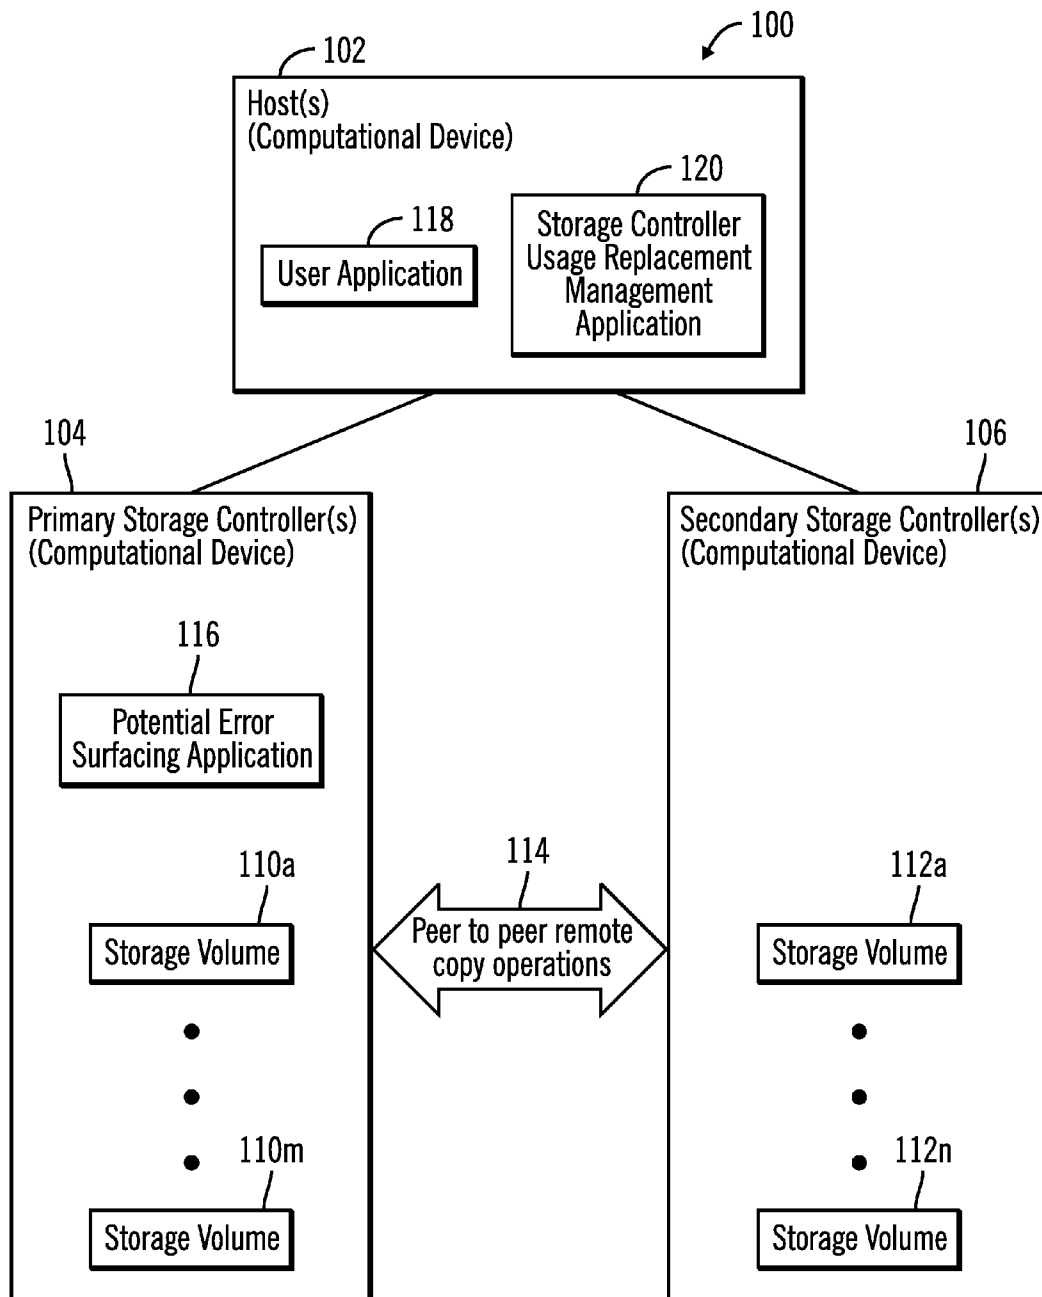 100
102
Host(s)
(Computational Device)
120
118
Storage Controller
Usage Replacement
Management
Application
User Application
104
106
Primary Storage Controller(s)
(Computational Device)
Secondary Storage Controller(s)
(Computational Device)
116
Potential Error
Surfacing Application
114
110a
112a
Peer to peer remote
copy operations
Storage Volume
Storage Volume
110m
112n
Storage Volume
Storage Volume